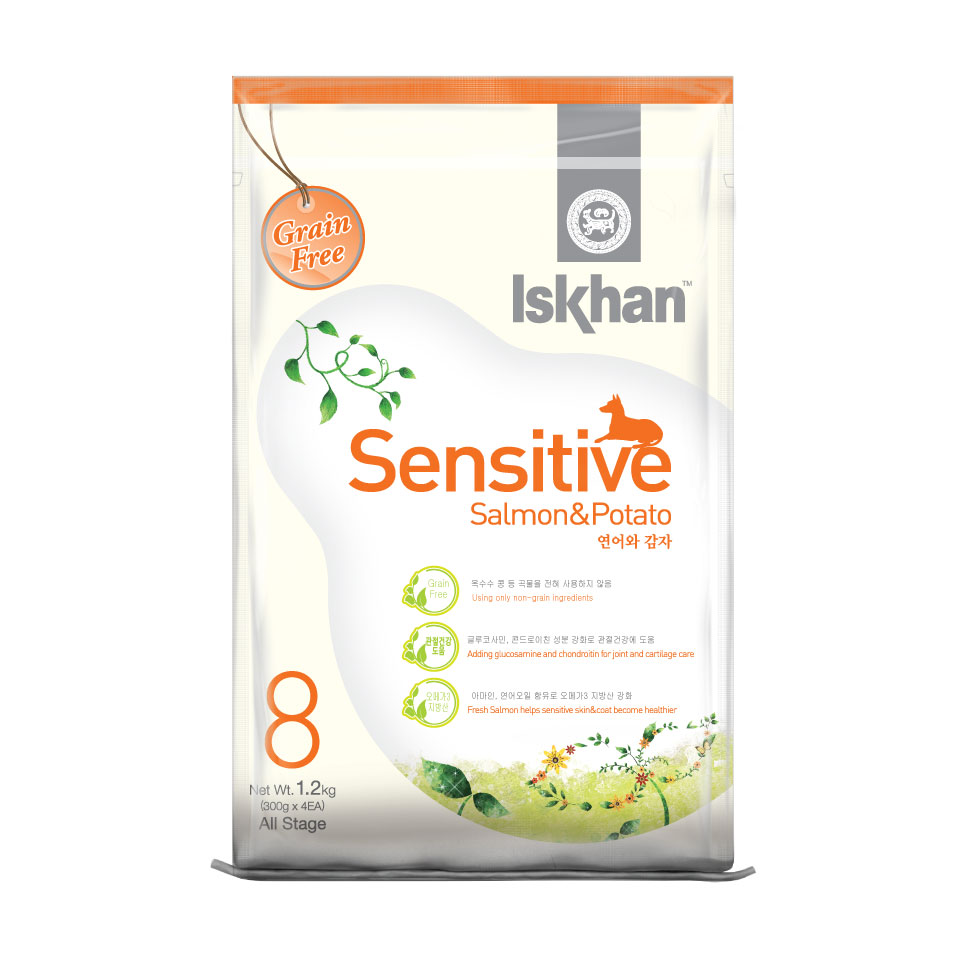 Grain
Free
Iskhan™
Sensitive
Salmon&Potato
연어와 감자
Grain
Free
옥수수 콩 등 곡물을 전혀 사용하지 않음
Using only non-grain ingredients
관절건강
도움
글루코사민, 콘드로이친 성분 강화로 관절건강에 도움
Adding glucosamine and chondroitin for joint and cartilage care
오메가3
지방산
아마인, 연어오일 함유로 오메가3 지방산 강화
Fresh Salmon helps sensitive skin&coat become healthier
8
Net Wt. 1.2kg
(300g x 4EA)
All Stage